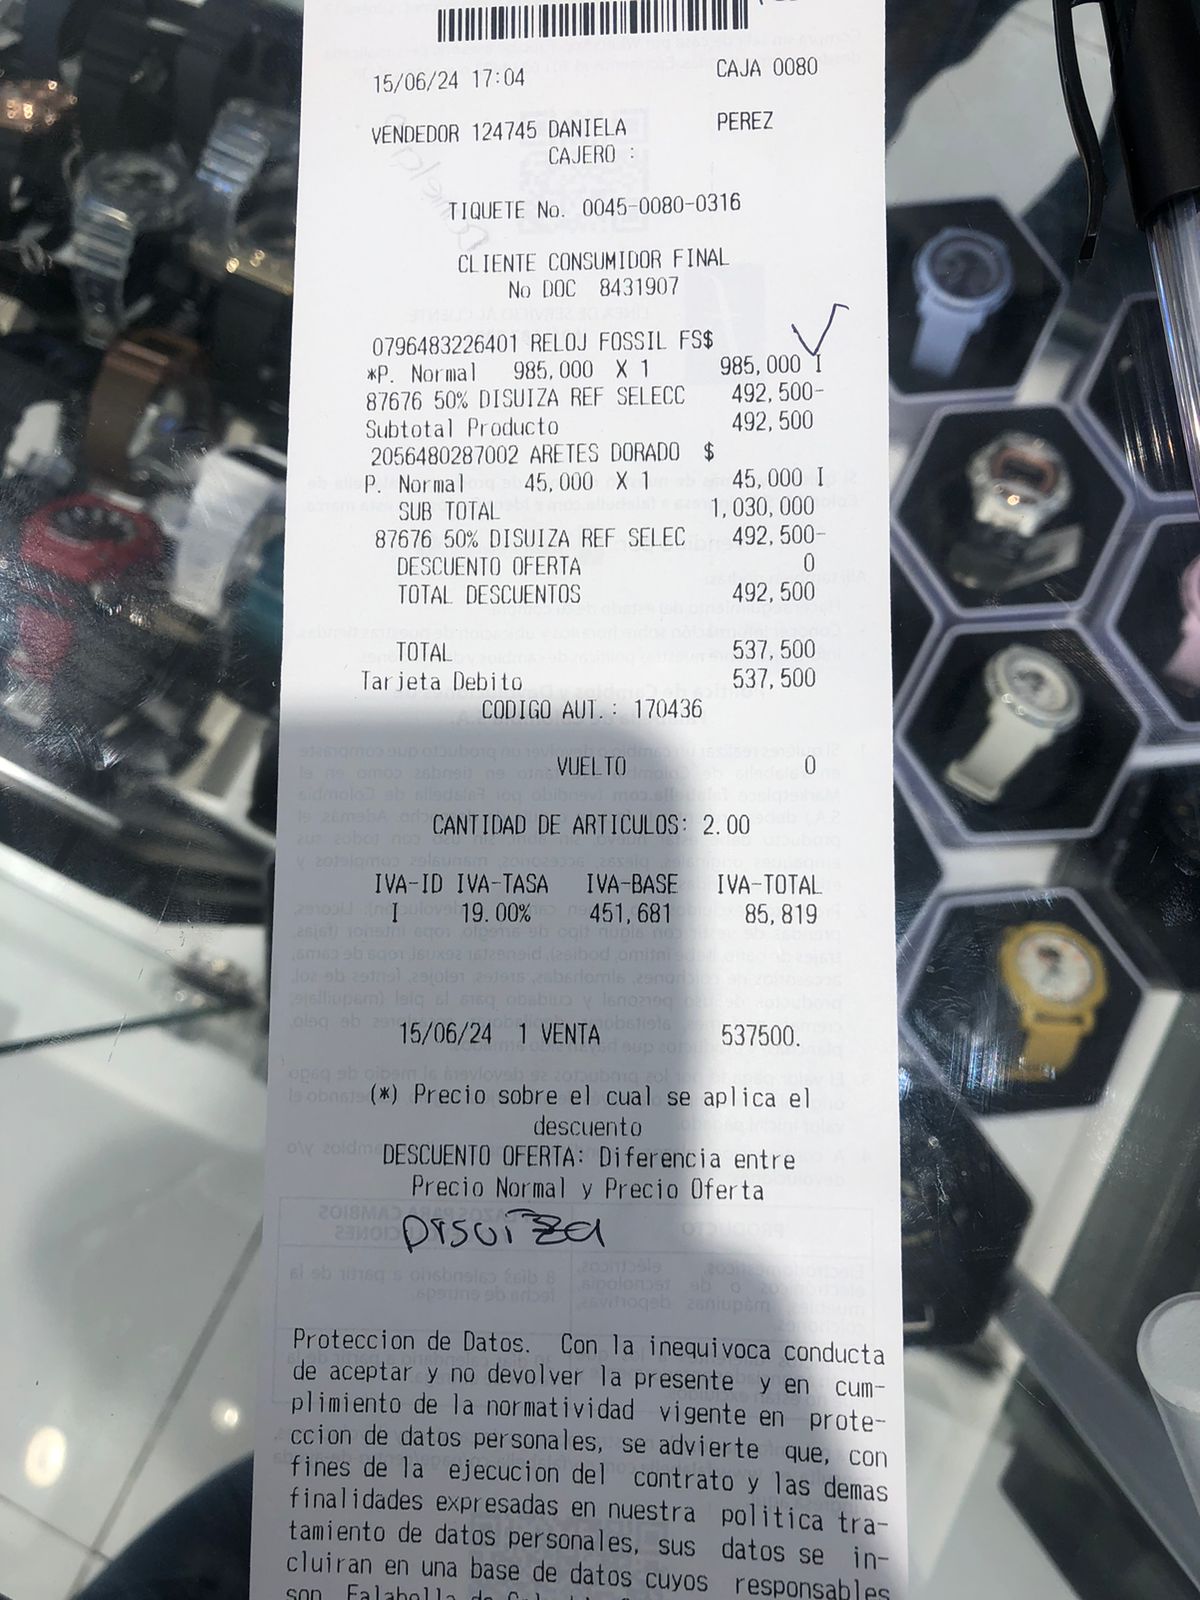 15/06/24 17:04 CAJA 0080
VENDEDOR 124745 DANIELA PEREZ
CAJERO :
TIQUETE No. 0045-0080-0316
CLIENTE CONSUMIDOR FINAL
No DOC 8431907
0796483226401 RELOJ FOSSIL FS$
*P. Normal 985,000 X 1 985,000 I
87676 50% DISUIZA REF SELECC 492,500-
Subtotal Producto 492,500
2056480287002 ARETES DORADO $
P. Normal 45,000 X 1 45,000 I
SUB TOTAL 1,030,000
87676 50% DISUIZA REF SELEC 492,500-
DESCUENTO OFERTA 0
TOTAL DESCUENTOS 492,500
TOTAL 537,500
Tarjeta Debito 537,500
CODIGO AUT.: 170436
VUELTO 0
CANTIDAD DE ARTICULOS: 2.00
IVA-ID IVA-TASA IVA-BASE IVA-TOTAL
I 19.00% 451,681 85,819
15/06/24 1 VENTA 537500.
(*) Precio sobre el cual se aplica el
descuento
DESCUENTO OFERTA: Diferencia entre
Precio Normal y Precio Oferta
DISUIZA
Proteccion de Datos. Con la inequivoca conducta
de aceptar y no devolver la presente y en cum-
plimiento de la normatividad vigente en prote-
ccion de datos personales, se advierte que, con
fines de la ejecucion del contrato y las demas
finalidades expresadas en nuestra politica tra-
tamiento de datos personales, sus datos se in-
cluiran en una base de datos cuyos responsables
son Falabella de Colombia